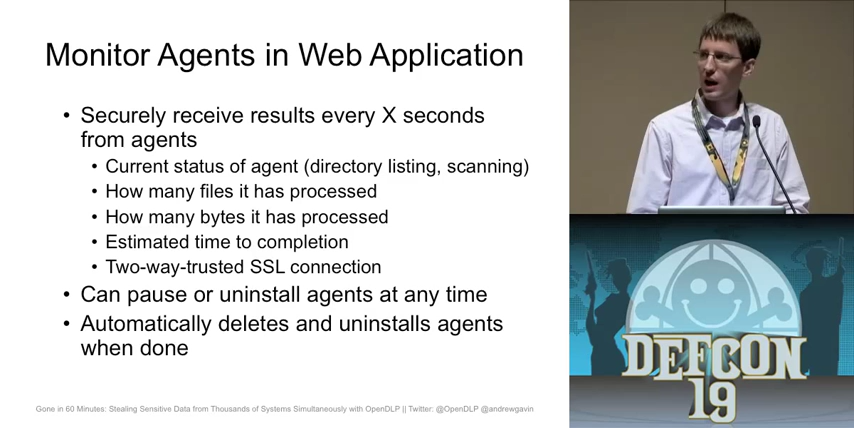 Monitor Agents in Web Application
• Securely receive results every X seconds
from agents
• Current status of agent (directory listing, scanning)
• How many files it has processed
• How many bytes it has processed
• Estimated time to completion
• Two-way-trusted SSL connection
• Can pause or uninstall agents at any time
• Automatically deletes and uninstalls agents
when done
Gone in 60 Minutes: Stealing Sensitive Data from Thousands of Systems Simultaneously with OpenDLP || Twitter: @OpenDLP @andrewgavin
DEFCON
19